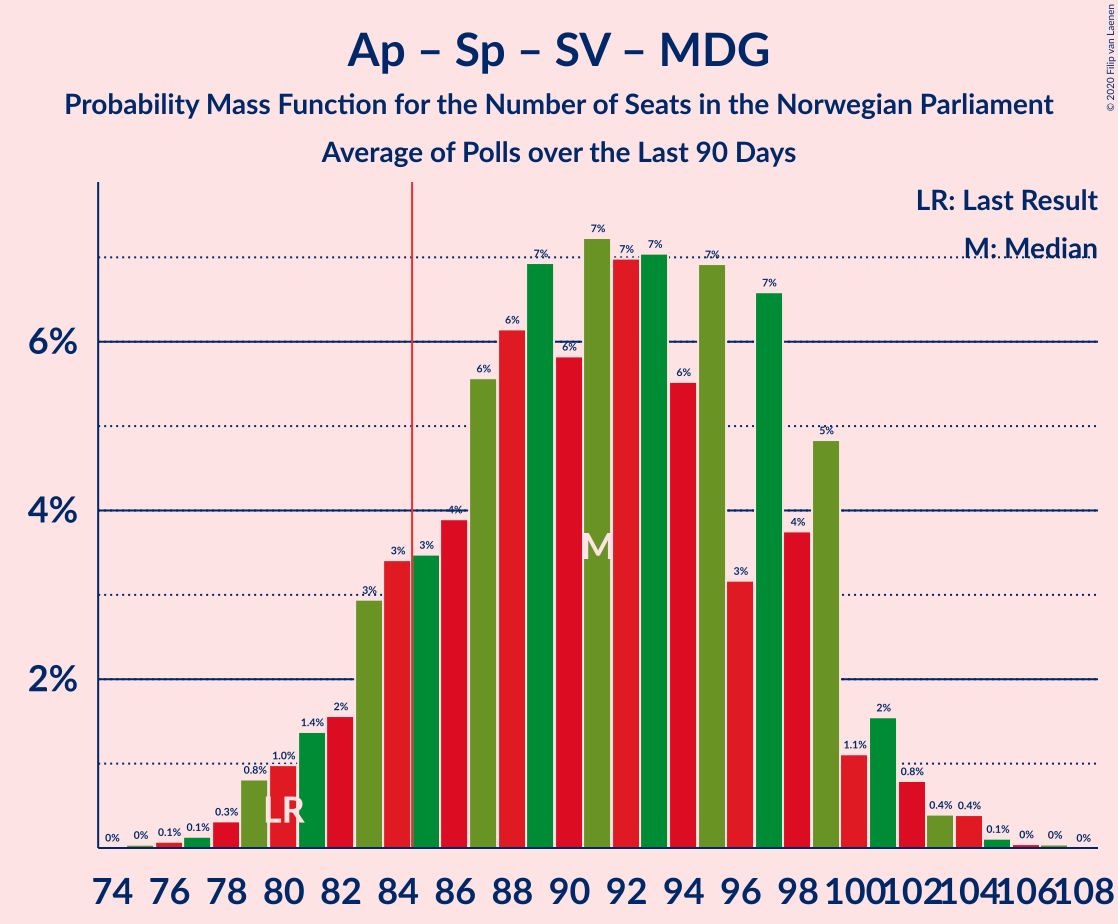 Ap – Sp – SV – MDG
Probability Mass Function for the Number of Seats in the Norwegian Parliament
Average of Polls over the Last 90 Days
© 2020 Filip van Laenen
LR: Last Result
M: Median
6%
4%
2%
0% 0% 0.1% 0.1% 0.3% 0.8% 1.0% 1.4% 2% 3% 3% 3% 4% 6% 6% 7% 6% 7% 7% 7% 6% 7% 3% 7% 4% 5% 1.1% 2% 0.8% 0.4% 0.4% 0.1% 0% 0% 0%
M
LR
74 76 78 80 82 84 86 88 90 92 94 96 98 100 102 104 106 108